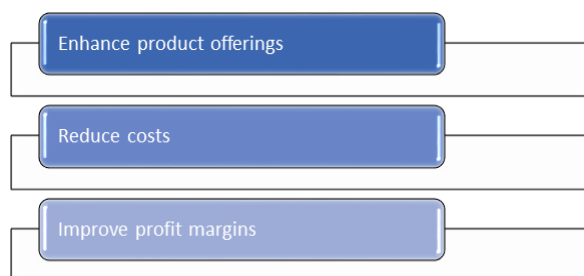 Enhance product offerings
Reduce costs
Improve profit margins